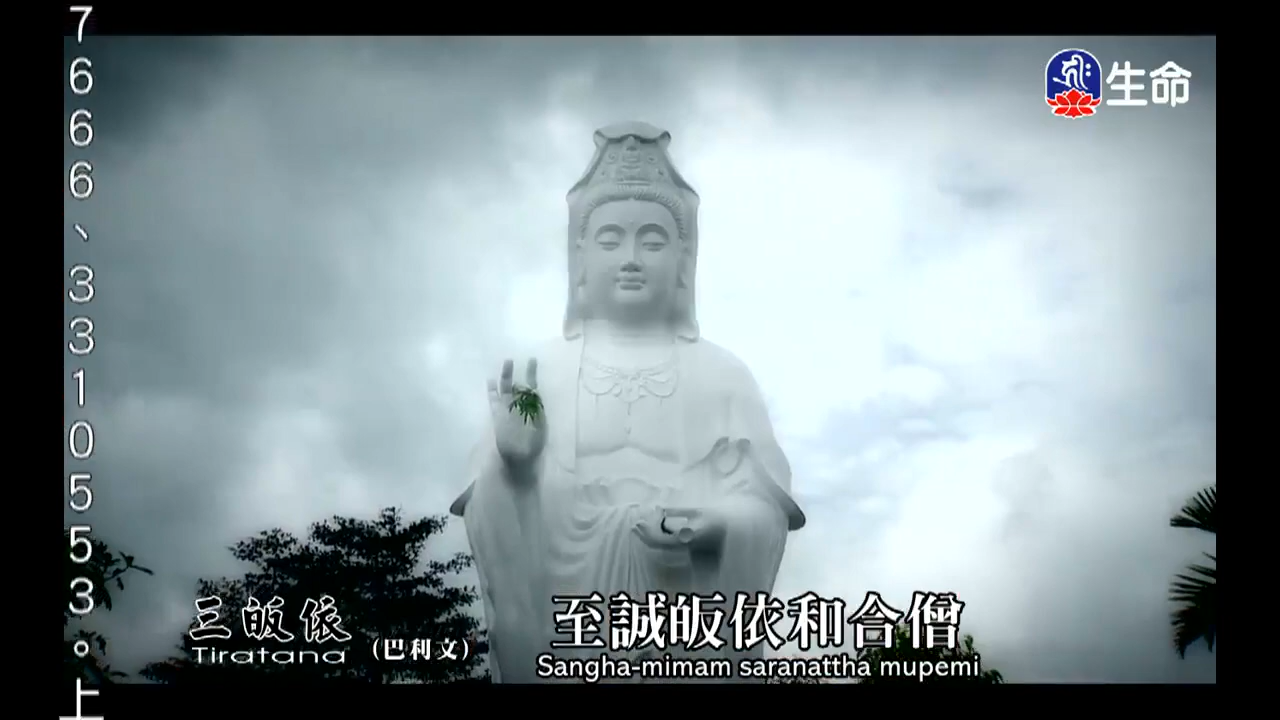 7666、33105553。上
生命
至誠皈依和合僧
Sangha-mimam saranattha mupemi
三皈依
Tiratana
(巴利文)